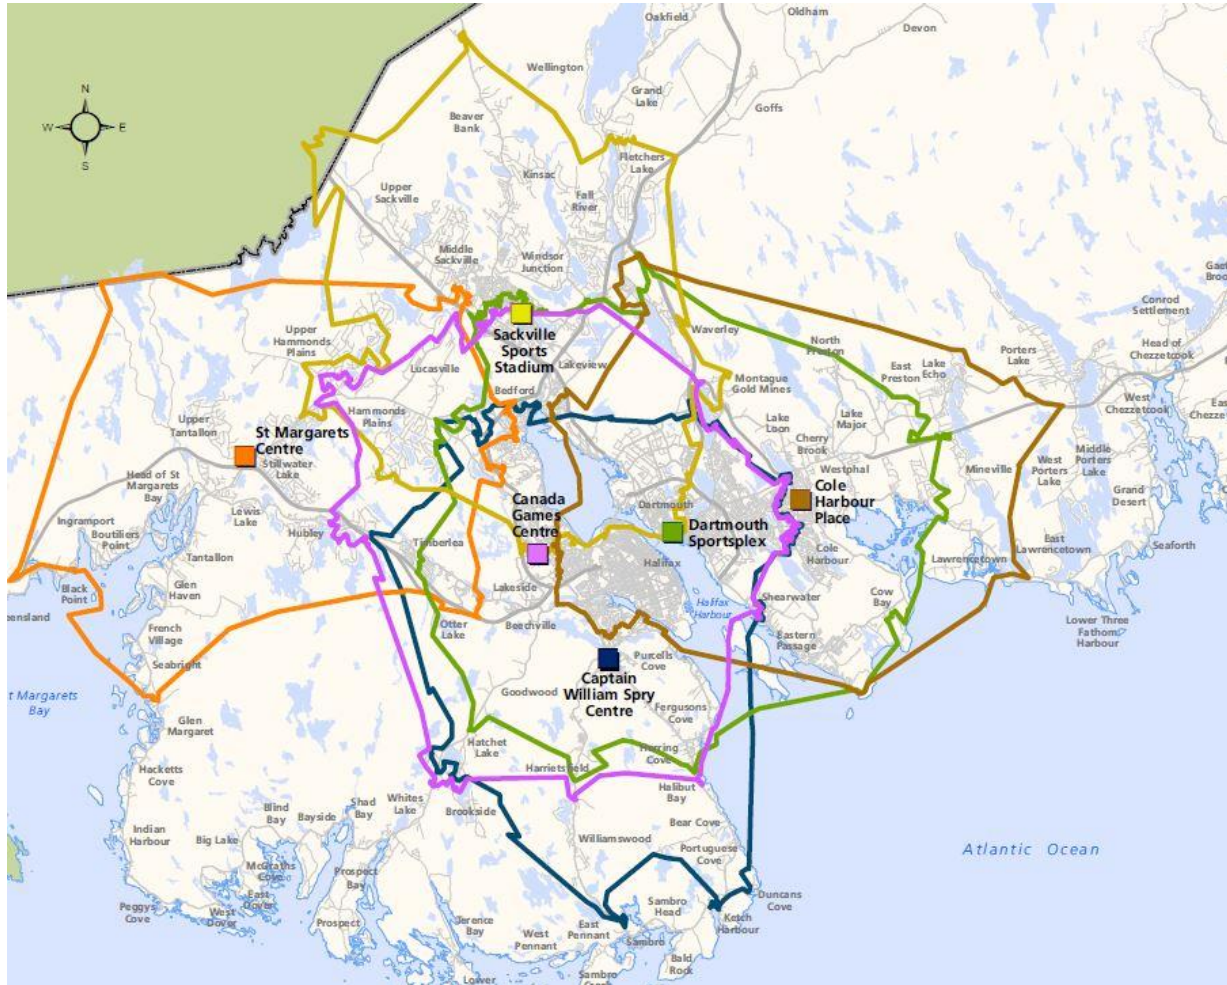 Oakfield
Oldham
Devon
Wellington
Grand
Lake
Goffs
N
W
E
S
Beaver
Bank
Fletchers
Lake
Kinsac
Upper
Sackville
Fall
River
Middle
Sackville
Windsor
Junction
Conrod
Settlement
Upper
Hammonds
Plains
Sackville
Sports
Stadium
Waverley
North
Preston
Porters
Lake
Head of
Chezzetcook
Lucasville
Lakeview
East
Preston
Lake
Echo
Bedford
Montague
Gold Mines
West
Chezzetcook
Upper
Tantallon
Hammonds
Plains
Lake
Loon
Lake
Major
St Margarets
Centre
Stillwater
Lake
Cherry
Brook
Westphal
Mineville
West
Porters
Lake
Middle
Porters
Lake
Head of St
Margarets
Bay
Lewis
Lake
Canada
Games
Centre
Dartmouth
Cole
Harbour
Place
Grand
Desert
Ingramport
Boutiliers
Point
Hubley
Timberlea
Dartmouth
Sportsplex
East
Lawrencetown
Seaforth
Tantallon
Cole
Harbour
Lawrencetown
Black
Point
Glen
Haven
Lakeside
Halifax
Halifax
Harbour
Shearwater
Cow
Bay
French
Village
Otter
Lake
Beechville
Lower Three
Fathom
Harbour
Seabright
Purcells
Cove
Eastern
Passage
t Margarets
Bay
Captain
William Spry
Centre
Goodwood
Glen
Margaret
Fergusons
Cove
Hatchet
Lake
Herring
Cove
Hacketts
Cove
Harrietsfield
Halibut
Bay
Whites
Lake
Brookside
Shad
Bay
Blind
Bay
Bayside
Indian
Harbour
Big Lake
Bear Cove
Williamswood
Portuguese
Cove
Atlantic Ocean
McGraths
Cove
Prospect
Bay
Duncans
Cove
East
Dover
Peggys
Cove
West
Dover
Prospect
Terence
Bay
Sambro
Head
Ketch
Harbour
West
Pennant
East
Pennant
Sambro
Bald
Rock
Lower
Sambro